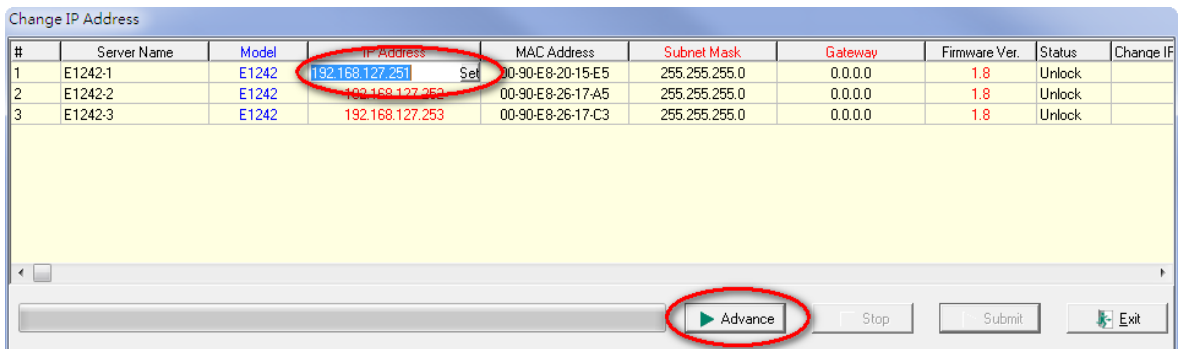 Change IP Address
# Server Name Model IP Address MAC Address Subnet Mask Gateway Firmware Ver. Status Change IP
1 E1242-1 E1242 192.168.127.251 Set 00-90-E8-20-15-E5 255.255.255.0 0.0.0.0 1.8 Unlock
2 E1242-2 E1242 192.168.127.252 00-90-E8-26-17-A5 255.255.255.0 0.0.0.0 1.8 Unlock
3 E1242-3 E1242 192.168.127.253 00-90-E8-26-17-C3 255.255.255.0 0.0.0.0 1.8 Unlock
Advance Stop Submit Exit